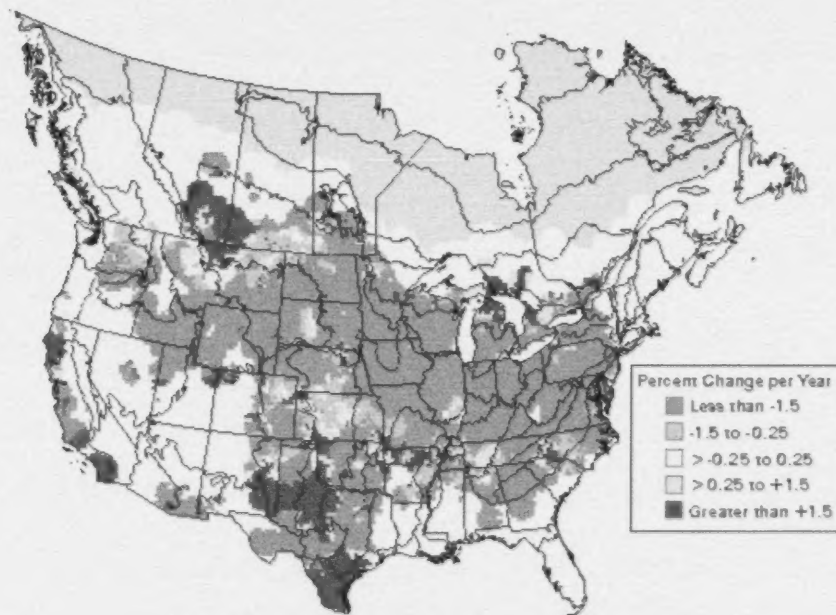 Percent Change per Year
Less than -1.5
-1.5 to -0.25
> -0.25 to 0.25
> 0.25 to +1.5
Greater than +1.5